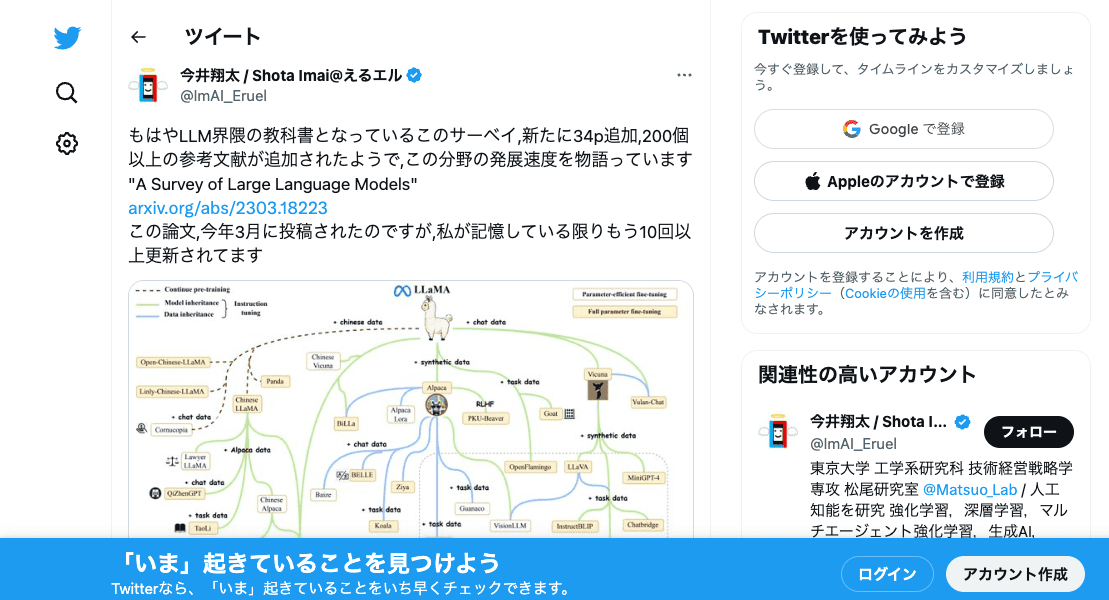 ツイート
今井翔太 / Shota Imai@えるエル
@ImAI_Eruel
もはやLLM界隈の教科書となっているこのサーベイ,新たに34p追加,200個
以上の参考文献が追加されたようで,この分野の発展速度を物語っています
"A Survey of Large Language Models"
arxiv.org/abs/2303.18223
この論文,今年3月に投稿されたのですが,私が記憶している限りもう10回以
上更新されてます
Continue pre-training
Model inheritance
Data inheritance
Instruction
tuning
LLaMA
Parameter-efficient fine-tuning
Full parameter fine-tuning
+ chinese data
+ chat data
Open-Chinese-LLaMA
Linly-Chinese-LLaMA
Panda
Chinese
LLaMA
Chinese
Vicuna
+ synthetic data
Alpaca
+ task data
Vicuna
Yulan-Chat
+ chat data
Cornucopia
BiLLa
Alpaca
Lora
RLHF
PKU-Beaver
Goat
+ Alpaca data
+ chat data
+ synthetic data
Lawyer
LLaMA
+ chat data
QiZhenGPT
BELLE
Baize
Ziya
OpenFlamingo
LLaVA
MiniGPT-4
+ task data
Chinese
Alpaca
+ task data
Guanaco
+ task data
+ task data
TaoLi
Koala
+ task data
VisionLLM
InstructBLIP
Chatbridge
Twitterを使ってみよう
今すぐ登録して、タイムラインをカスタマイズしましょ
う。
Google で登録
Appleのアカウントで登録
アカウントを作成
アカウントを登録することにより、利用規約とプライバ
シーポリシー（Cookieの使用を含む）に同意したとみ
なされます。
関連性の高いアカウント
今井翔太 / Shota I...
@ImAI_Eruel
フォロー
東京大学 工学系研究科 技術経営戦略学
専攻 松尾研究室 @Matsuo_Lab / 人工
知能を研究 強化学習，深層学習，マル
チエージェント強化学習，生成AI，
「いま」起きていることを見つけよう
Twitterなら、「いま」起きていることをいち早くチェックできます。
ログイン
アカウント作成